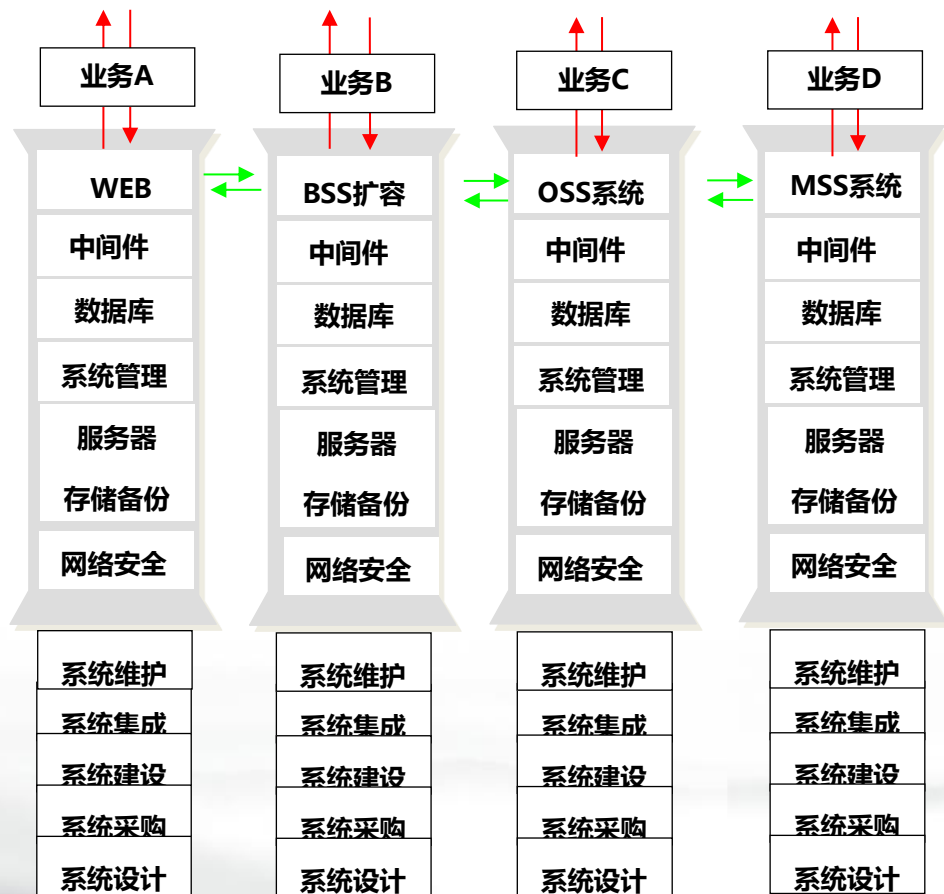 业务A
业务B
业务C
业务D
WEB
BSS扩容
OSS系统
MSS系统
中间件
中间件
中间件
中间件
数据库
数据库
数据库
数据库
系统管理
系统管理
系统管理
系统管理
服务器
服务器
服务器
服务器
存储备份
存储备份
存储备份
存储备份
网络安全
网络安全
网络安全
网络安全
系统维护
系统维护
系统维护
系统维护
系统集成
系统集成
系统集成
系统集成
系统建设
系统建设
系统建设
系统建设
系统采购
系统采购
系统采购
系统采购
系统设计
系统设计
系统设计
系统设计